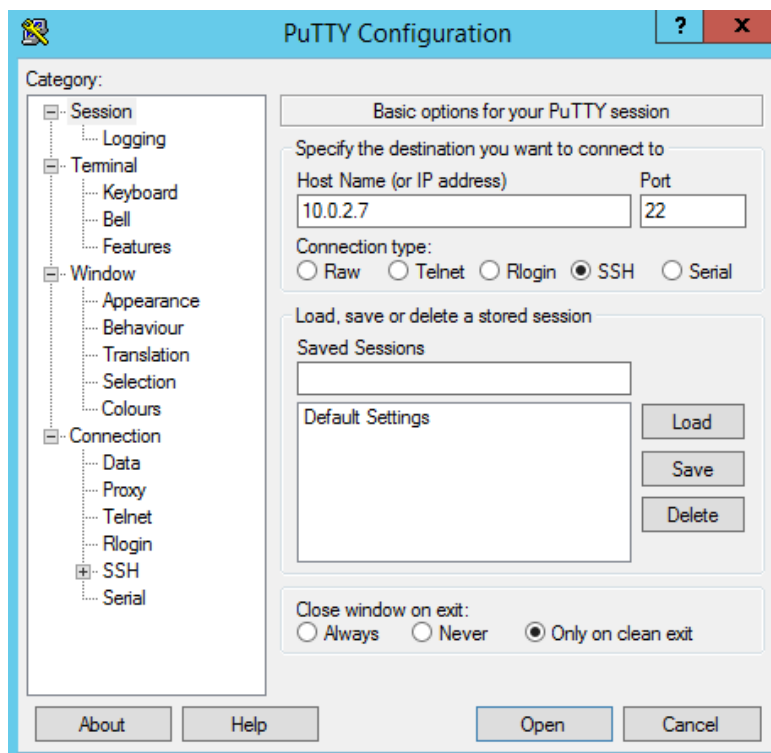 PuTTY Configuration
? x
Category:
Session
Logging
Terminal
Keyboard
Bell
Features
Window
Appearance
Behaviour
Translation
Selection
Colours
Connection
Data
Proxy
Telnet
Rlogin
SSH
Serial
Basic options for your PuTTY session
Specify the destination you want to connect to
Host Name (or IP address) Port
10.0.2.7 22
Connection type:
Raw Telnet Rlogin SSH Serial
Load, save or delete a stored session
Saved Sessions
Default Settings
Load
Save
Delete
Close window on exit:
Always Never Only on clean exit
About Help Open Cancel